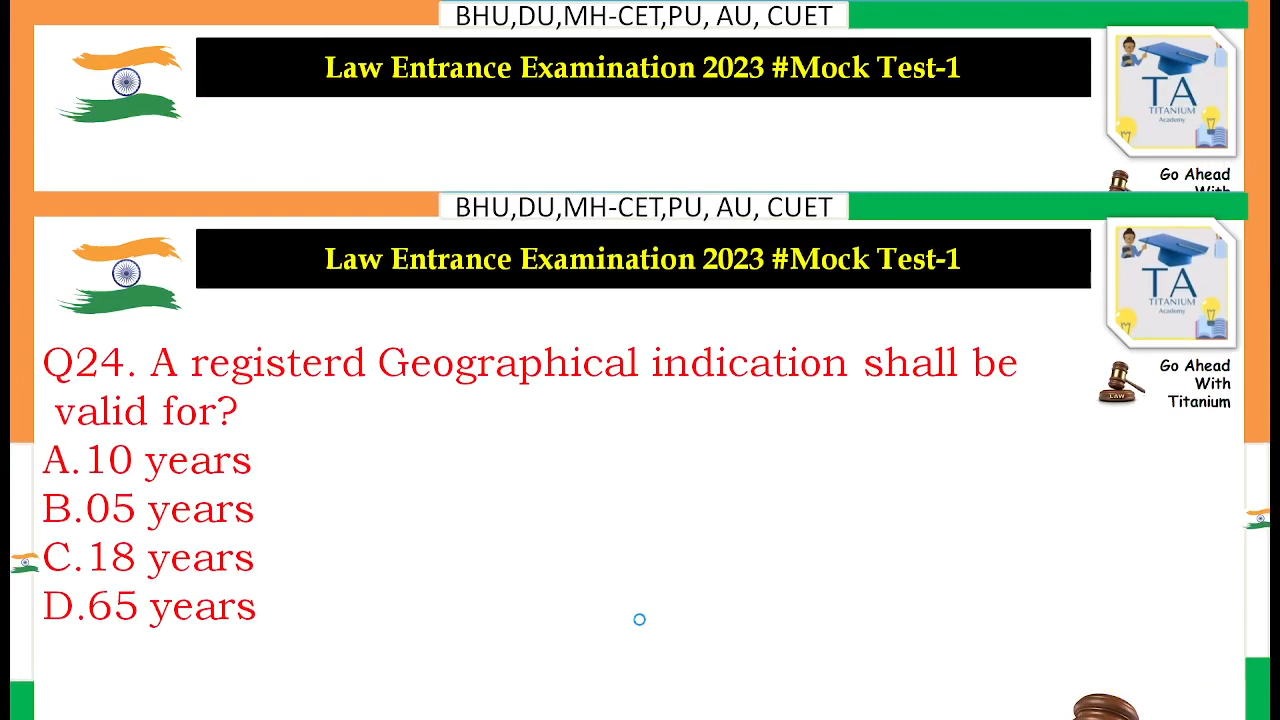 BHU,DU,MH-CET,PU, AU, CUET
Law Entrance Examination 2023 #Mock Test-1
TA
TITANIUM
Academy
Go Ahead
With
BHU,DU,MH-CET,PU, AU, CUET
Law Entrance Examination 2023 #Mock Test-1
TA
TITANIUM
Academy
Go Ahead
With
Titanium
LAW
Q24. A registerd Geographical indication shall be
valid for?
A.10 years
B.05 years
C.18 years
D.65 years